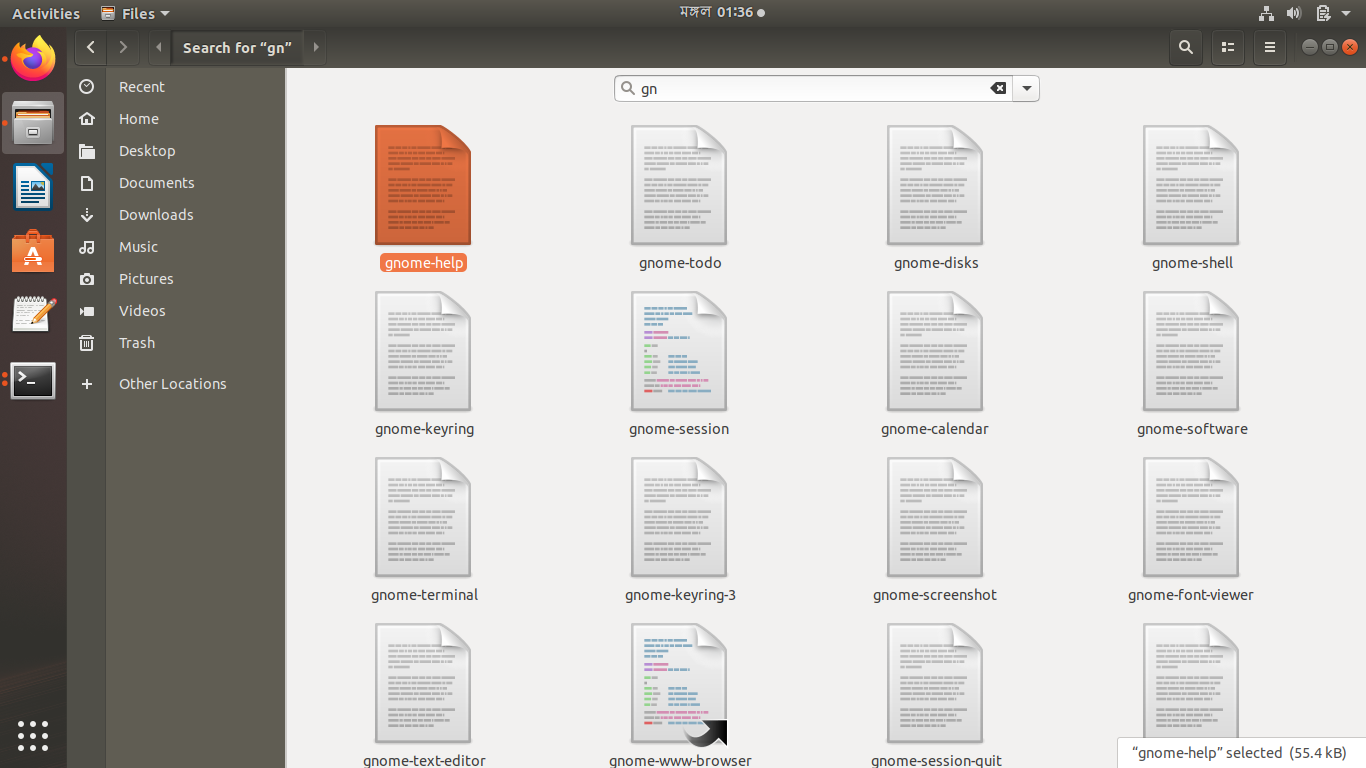 Activities Files মঙ্গল 01:36
Search for “gn”
Recent
Home
Desktop
Documents
Downloads
Music
Pictures
Videos
Trash
Other Locations
gn
gnome-help gnome-todo gnome-disks gnome-shell
gnome-keyring gnome-session gnome-calendar gnome-software
gnome-terminal gnome-keyring-3 gnome-screenshot gnome-font-viewer
gnome-text-editor gnome-www-browser gnome-session-quit
“gnome-help” selected (55.4 kB)